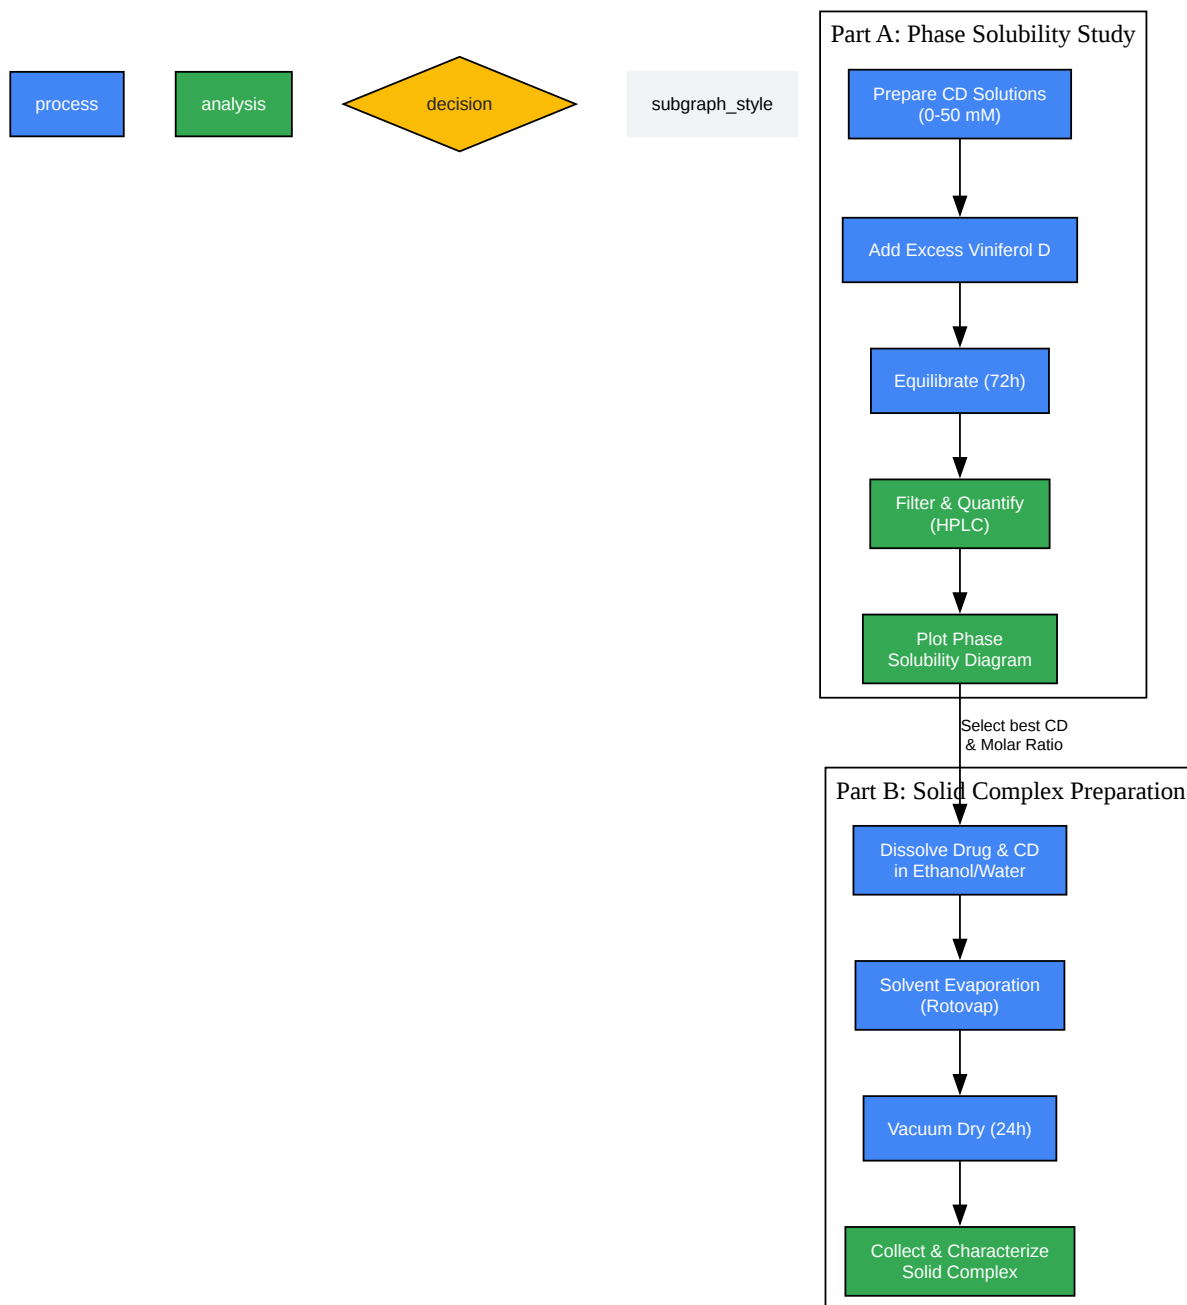 process
analysis
decision
subgraph_style
Part A: Phase Solubility Study
Prepare CD Solutions
(0-50 mM)
Add Excess Viniferol D
Equilibrate (72h)
Filter & Quantify
(HPLC)
Plot Phase
Solubility Diagram
Select best CD
& Molar Ratio
Part B: Solid Complex Preparation
Dissolve Drug & CD
in Ethanol/Water
Solvent Evaporation
(Rotovap)
Vacuum Dry (24h)
Collect & Characterize
Solid Complex